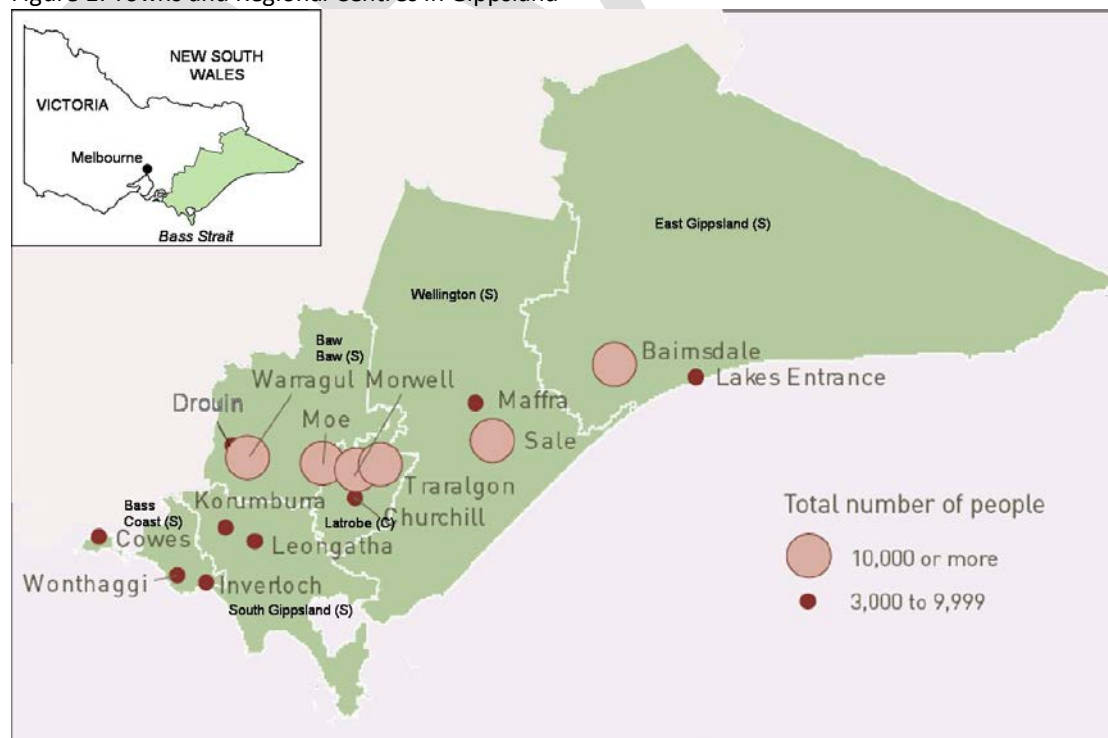 Figure 2: Towns and Regional Centres in Gippsland
NEW SOUTH
WALES
VICTORIA
Melbourne
Bass Strait
East Gippsland (S)
Wellington (S)
Baw
Baw (S)
Bairnsdale
Warragul
Morwell
Lakes Entrance
Drouin
Maffra
Moe
Sale
Traralgon
Korumburra
Churchill
Bass
Coast (S)
Latrobe (C)
Cowes
Leongatha
Wonthaggi
Inverloch
South Gippsland (S)
Total number of people
10,000 or more
3,000 to 9,999